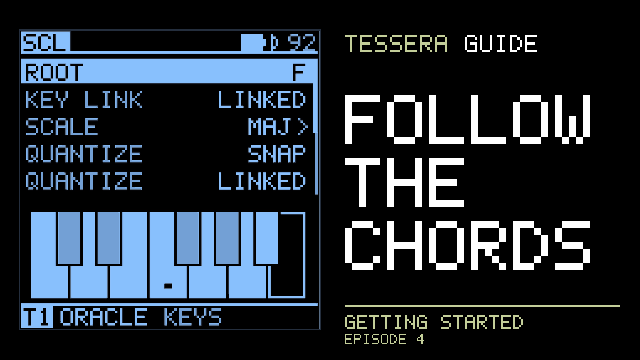 SCL 92
ROOT F
KEY LINK LINKED
SCALE MAJ>
QUANTIZE SNAP
QUANTIZE LINKED
T1 ORACLE KEYS
TESSERA GUIDE
FOLLOW
THE
CHORDS
GETTING STARTED
EPISODE 4